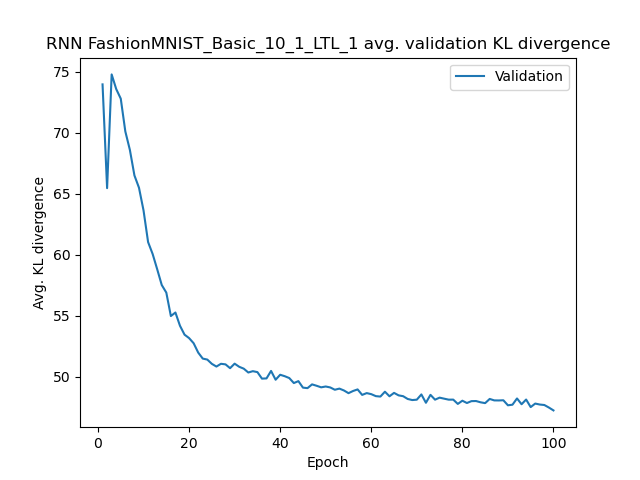 RNN FashionMNIST_Basic_10_1_LTL_1 avg. validation KL divergence
Validation
Avg. KL divergence
75
70
65
60
55
50
0 20 40 60 80 100
Epoch